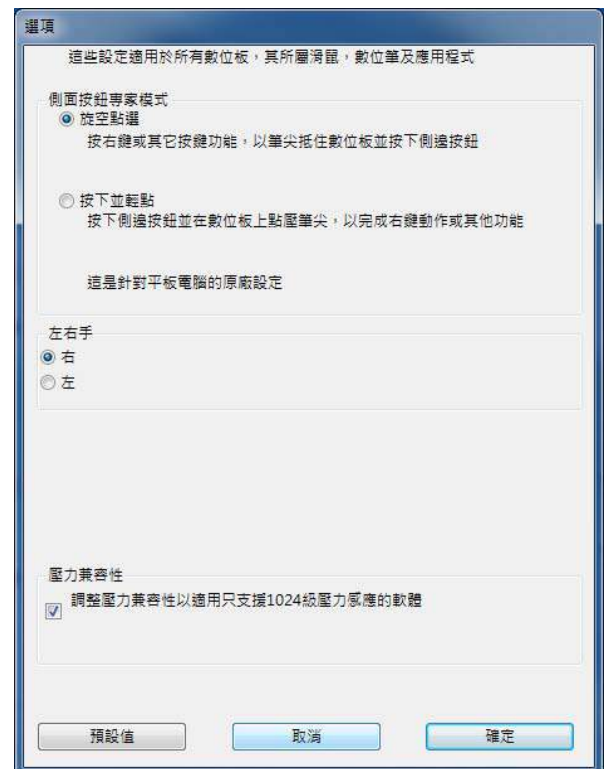 選項
這些設定適用於所有數位板，其所屬滑鼠，數位筆及應用程式
側面按鈕專家模式
旋空點選
按右鍵或其它按鍵功能，以筆尖抵住數位板並按下側邊按鈕
按下並輕點
按下側邊按鈕並在數位板上點壓筆尖，以完成右鍵動作或其他功能
這是針對平板電腦的原廠設定
左右手
右
左
壓力兼容性
調整壓力兼容性以適用只支援1024級壓力感應的軟體
預設值 取消 確定